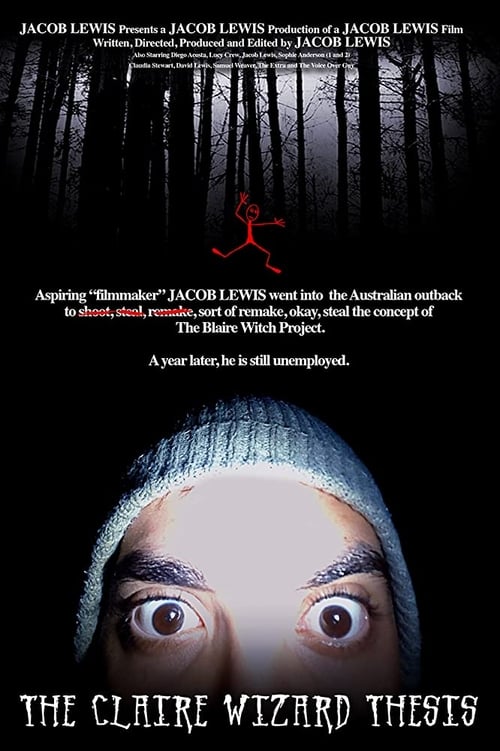 JACOB LEWIS Presents a JACOB LEWIS Production of a JACOB LEWIS Film
Written, Directed, Produced and Edited by JACOB LEWIS
Also Starring Diego Acosta, Lucy Crew, Jacob Lewis, Sophie Anderson (1 and 2)
Claudia Stewart, David Lewis, Samuel Weaver, The Extra and The Voice Over Guy
Aspiring “filmmaker” JACOB LEWIS went into the Australian outback
to shoot, steal, remake, sort of remake, okay, steal the concept of
The Blaire Witch Project.
A year later, he is still unemployed.
THE CLAIRE WIZARD THESIS